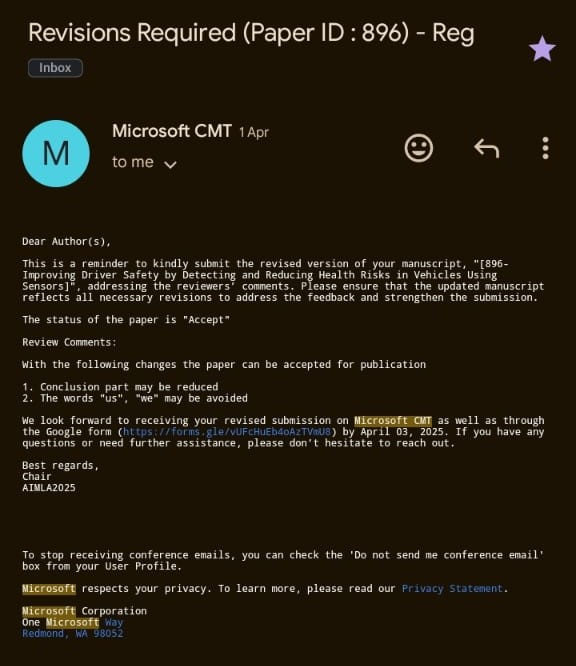 Revisions Required (Paper ID : 896) - Reg
Inbox
M
Microsoft CMT 1 Apr
to me
Dear Author(s),
This is a reminder to kindly submit the revised version of your manuscript, "[896-
Improving Driver Safety by Detecting and Reducing Health Risks in Vehicles Using
Sensors]", addressing the reviewers' comments. Please ensure that the updated manuscript
reflects all necessary revisions to address the feedback and strengthen the submission.
The status of the paper is "Accept"
Review Comments:
With the following changes the paper can be accepted for publication
1. Conclusion part may be reduced
2. The words "us", "we" may be avoided
We look forward to receiving your revised submission on Microsoft CMT as well as through
the Google form (https://forms.gle/vUFcHuEb4oAzTVmU8) by April 03, 2025. If you have any
questions or need further assistance, please don't hesitate to reach out.
Best regards,
Chair
AIMLA2025
To stop receiving conference emails, you can check the 'Do not send me conference email'
box from your User Profile.
Microsoft respects your privacy. To learn more, please read our Privacy Statement.
Microsoft Corporation
One Microsoft Way
Redmond, WA 98052